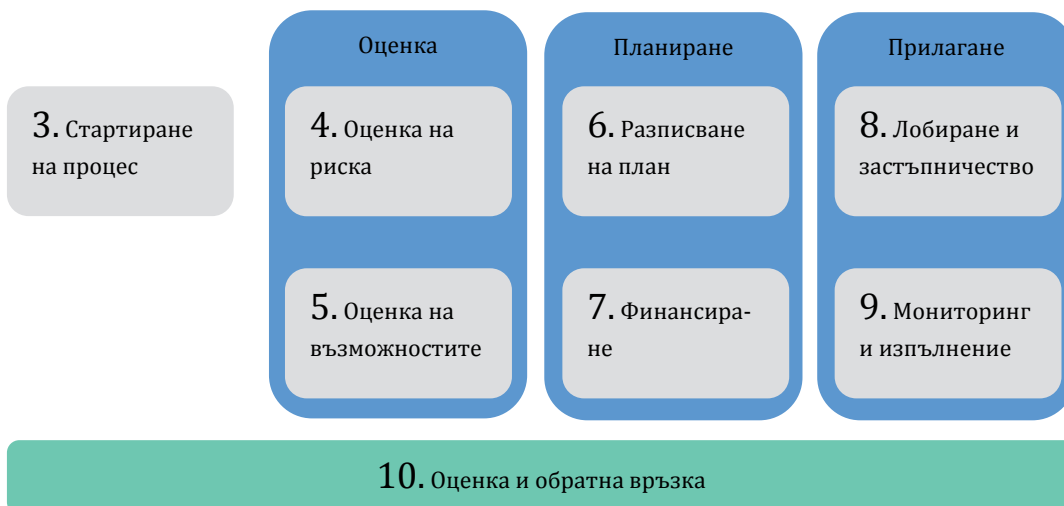 Оценка
Планиране
Прилагане
3. Стартиране
на процес
4. Оценка на
риска
6. Разписване
на план
8. Лобиране и
застъпничество
5. Оценка на
възможностите
7. Финансира-
не
9. Мониторинг
и изпълнение
10. Оценка и обратна връзка